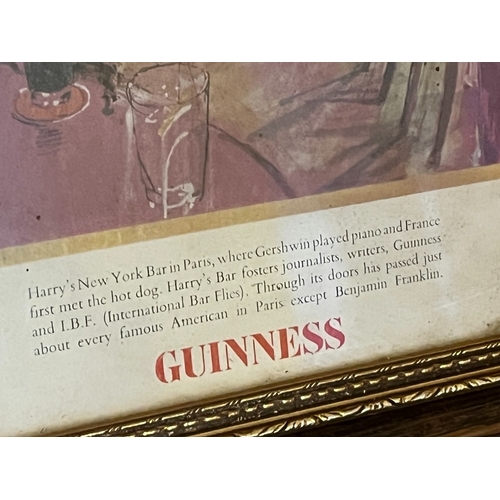 Harry's New York Bar in Paris, where Gershwin played piano and France
first met the hot dog. Harry's Bar fosters journalists, writers, Guinness
and I.B.F. (International Bar Flies). Through its doors has passed just
about every famous American in Paris except Benjamin Franklin.
GUINNESS